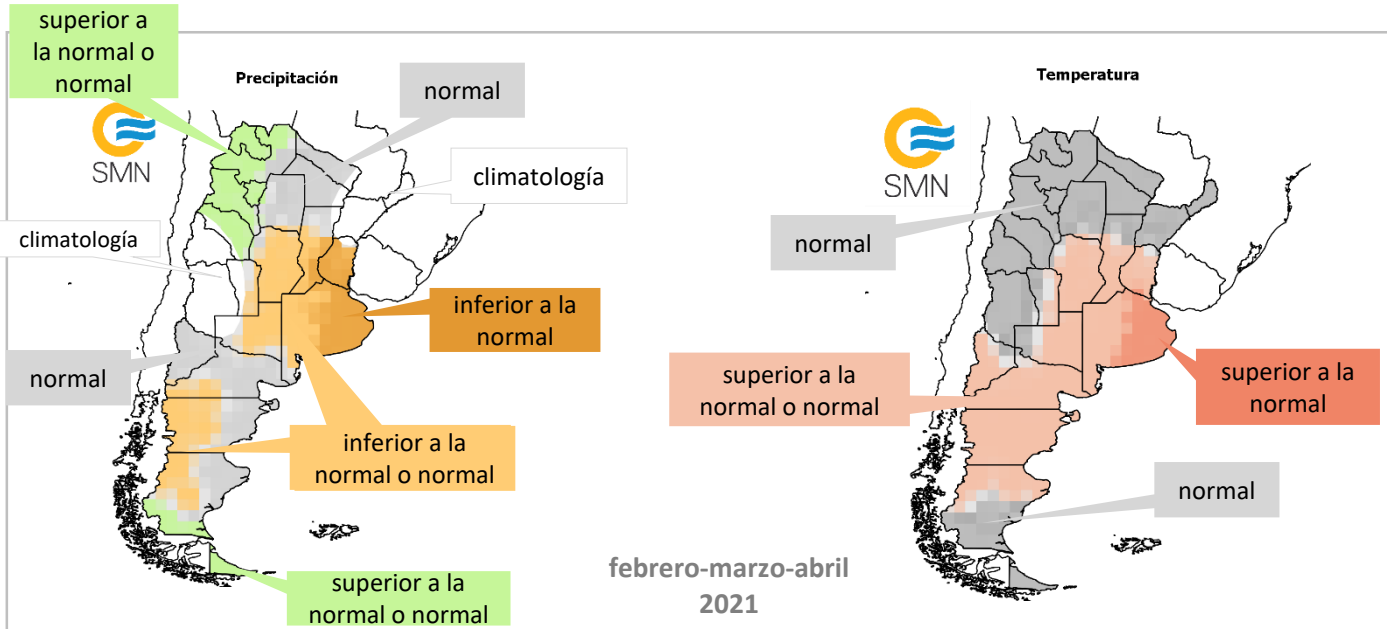 superior a
la normal o
normal
Precipitación
SMN
normal
climatología
climatología
inferior a la
normal
normal
inferior a la
normal o normal
superior a la
normal o normal
febrero-marzo-abril
2021
Temperatura
SMN
normal
superior a la
normal o normal
superior a la
normal
normal